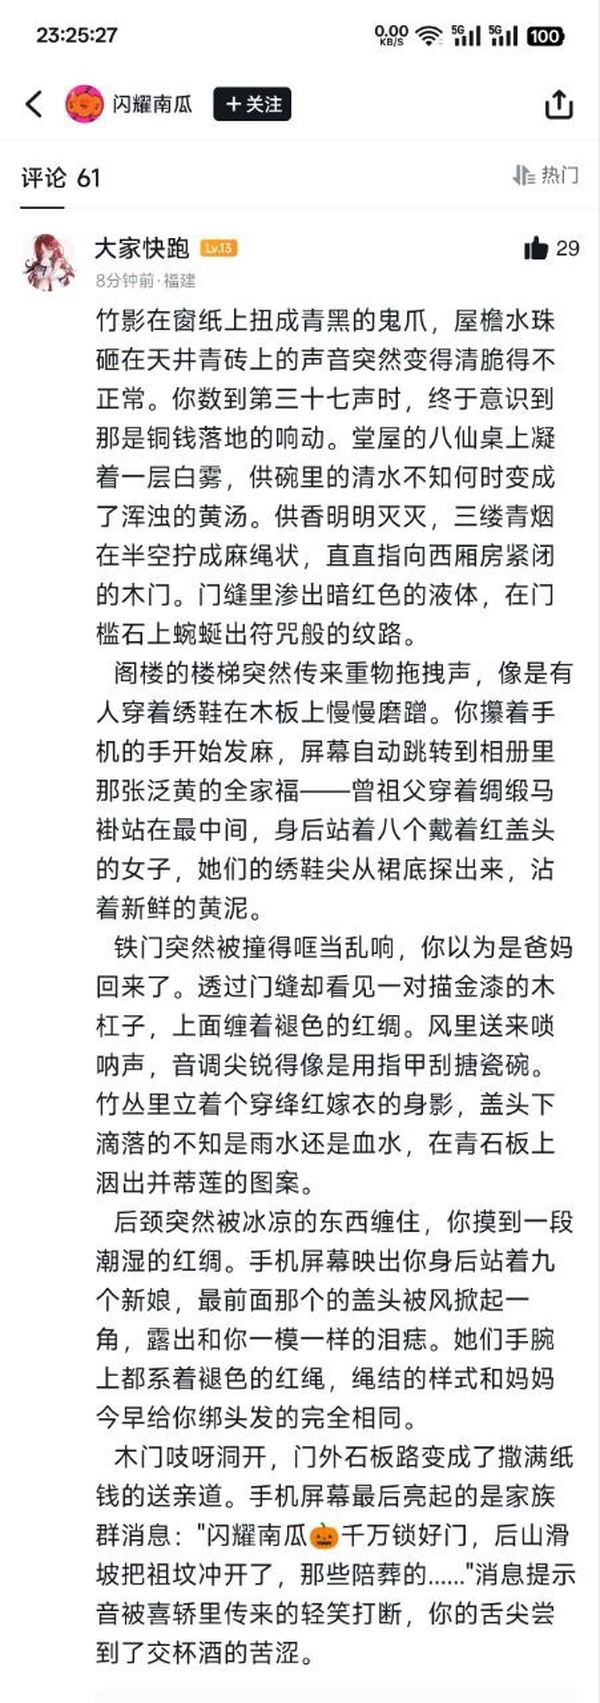 23:25:27
0.00 KB/S 5G 5G 100
闪耀南瓜 +关注
评论 61 热门
大家快跑 Lv.13 29
8分钟前·福建
竹影在窗纸上扭成青黑的鬼爪，屋檐水珠
砸在天井青砖上的声音突然变得清脆得不
正常。你数到第三十七声时，终于意识到
那是铜钱落地的响动。堂屋的八仙桌上凝
着一层白雾，供碗里的清水不知何时变成
了浑浊的黄汤。供香明明灭灭，三缕青烟
在半空拧成麻绳状，直直指向西厢房紧闭
的木门。门缝里渗出暗红色的液体，在门
槛石上蜿蜒出符咒般的纹路。
阁楼的楼梯突然传来重物拖拽声，像是有
人穿着绣鞋在木板上慢慢磨蹭。你攥着手
机的手开始发麻，屏幕自动跳转到相册里
那张泛黄的全家福——曾祖父穿着绸缎马
褂站在最中间，身后站着八个戴着红盖头
的女子，她们的绣鞋尖从裙底探出来，沾
着新鲜的黄泥。
铁门突然被撞得哐当乱响，你以为是爸妈
回来了。透过门缝却看见一对描金漆的木
杠子，上面缠着褪色的红绸。风里送来唢
呐声，音调尖锐得像是用指甲刮搪瓷碗。
竹丛里立着个穿绛红嫁衣的身影，盖头下
滴落的不知是雨水还是血水，在青石板上
洇出并蒂莲的图案。
后颈突然被冰凉的东西缠住，你摸到一段
潮湿的红绸。手机屏幕映出你身后站着九
个新娘，最前面那个的盖头被风掀起一
角，露出和你一模一样的泪痣。她们手腕
上都系着褪色的红绳，绳结的样式和妈妈
今早给你绑头发的完全相同。
木门吱呀洞开，门外石板路变成了撒满纸
钱的送亲道。手机屏幕最后亮起的是家族
群消息："闪耀南瓜🎃千万锁好门，后山滑
坡把祖坟冲开了，那些陪葬的......"消息提示
音被喜轿里传来的轻笑打断，你的舌尖尝
到了交杯酒的苦涩。